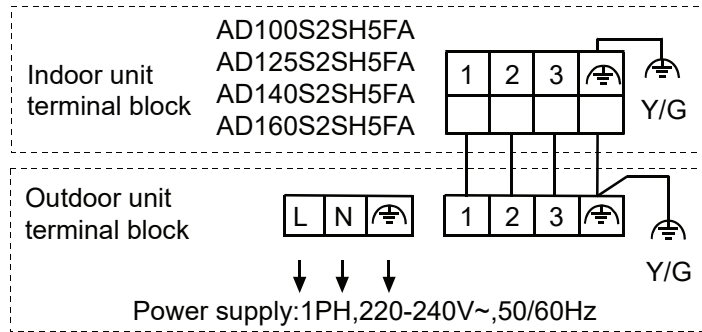 AD100S2SH5FA
AD125S2SH5FA
AD140S2SH5FA
AD160S2SH5FA
Indoor unit
terminal block
1 2 3
Y/G
Outdoor unit
terminal block
L N
1 2 3
Y/G
Power supply:1PH,220-240V~,50/60Hz